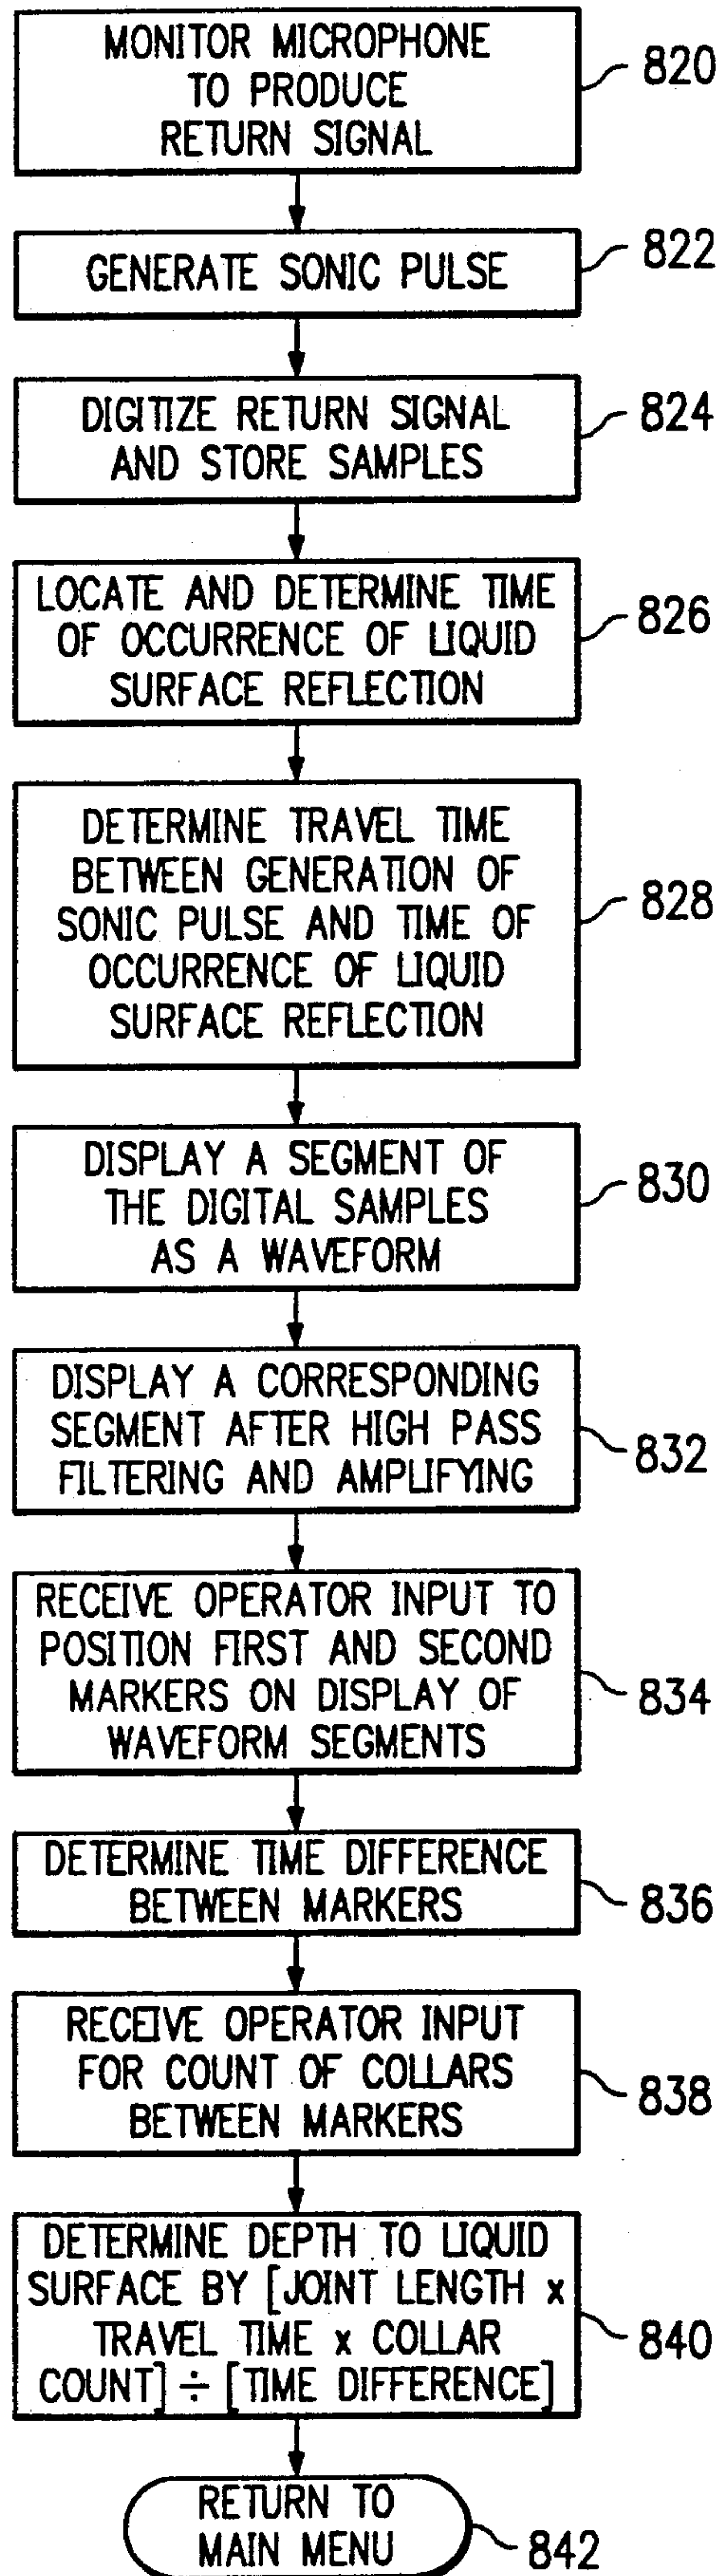 MONITOR MICROPHONE
TO PRODUCE
RETURN SIGNAL
820
GENERATE SONIC PULSE
822
DIGITIZE RETURN SIGNAL
AND STORE SAMPLES
824
LOCATE AND DETERMINE TIME
OF OCCURRENCE OF LIQUID
SURFACE REFLECTION
826
DETERMINE TRAVEL TIME
BETWEEN GENERATION OF
SONIC PULSE AND TIME OF
OCCURRENCE OF LIQUID
SURFACE REFLECTION
828
DISPLAY A SEGMENT OF
THE DIGITAL SAMPLES
AS A WAVEFORM
830
DISPLAY A CORRESPONDING
SEGMENT AFTER HIGH PASS
FILTERING AND AMPLIFYING
832
RECEIVE OPERATOR INPUT TO
POSITION FIRST AND SECOND
MARKERS ON DISPLAY OF
WAVEFORM SEGMENTS
834
DETERMINE TIME DIFFERENCE
BETWEEN MARKERS
836
RECEIVE OPERATOR INPUT
FOR COUNT OF COLLARS
BETWEEN MARKERS
838
DETERMINE DEPTH TO LIQUID
SURFACE BY [JOINT LENGTH x
TRAVEL TIME x COLLAR
COUNT] ÷ [TIME DIFFERENCE]
840
RETURN TO
MAIN MENU
842